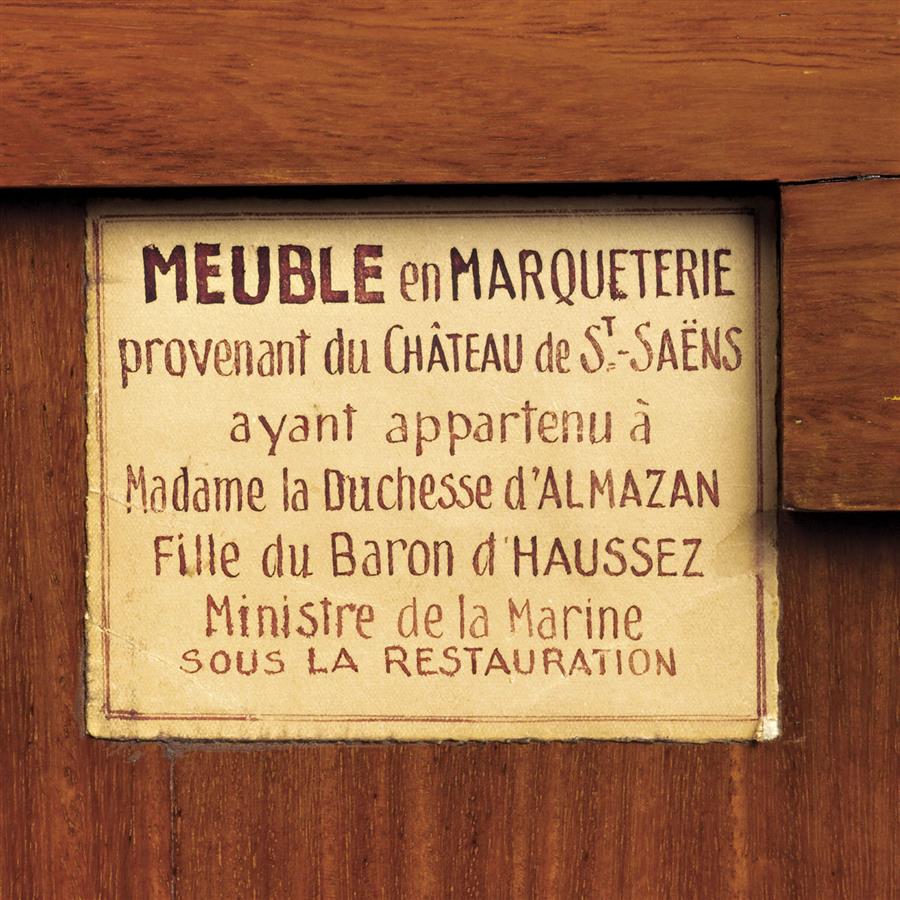 MEUBLE en MARQUETERIE
provenant du CHÂTEAU de ST-SAËNS
ayant appartenu à
Madame la Duchesse d'ALMAZAN
Fille du Baron d'HAUSSEZ
Ministre de la Marine
SOUS LA RESTAURATION